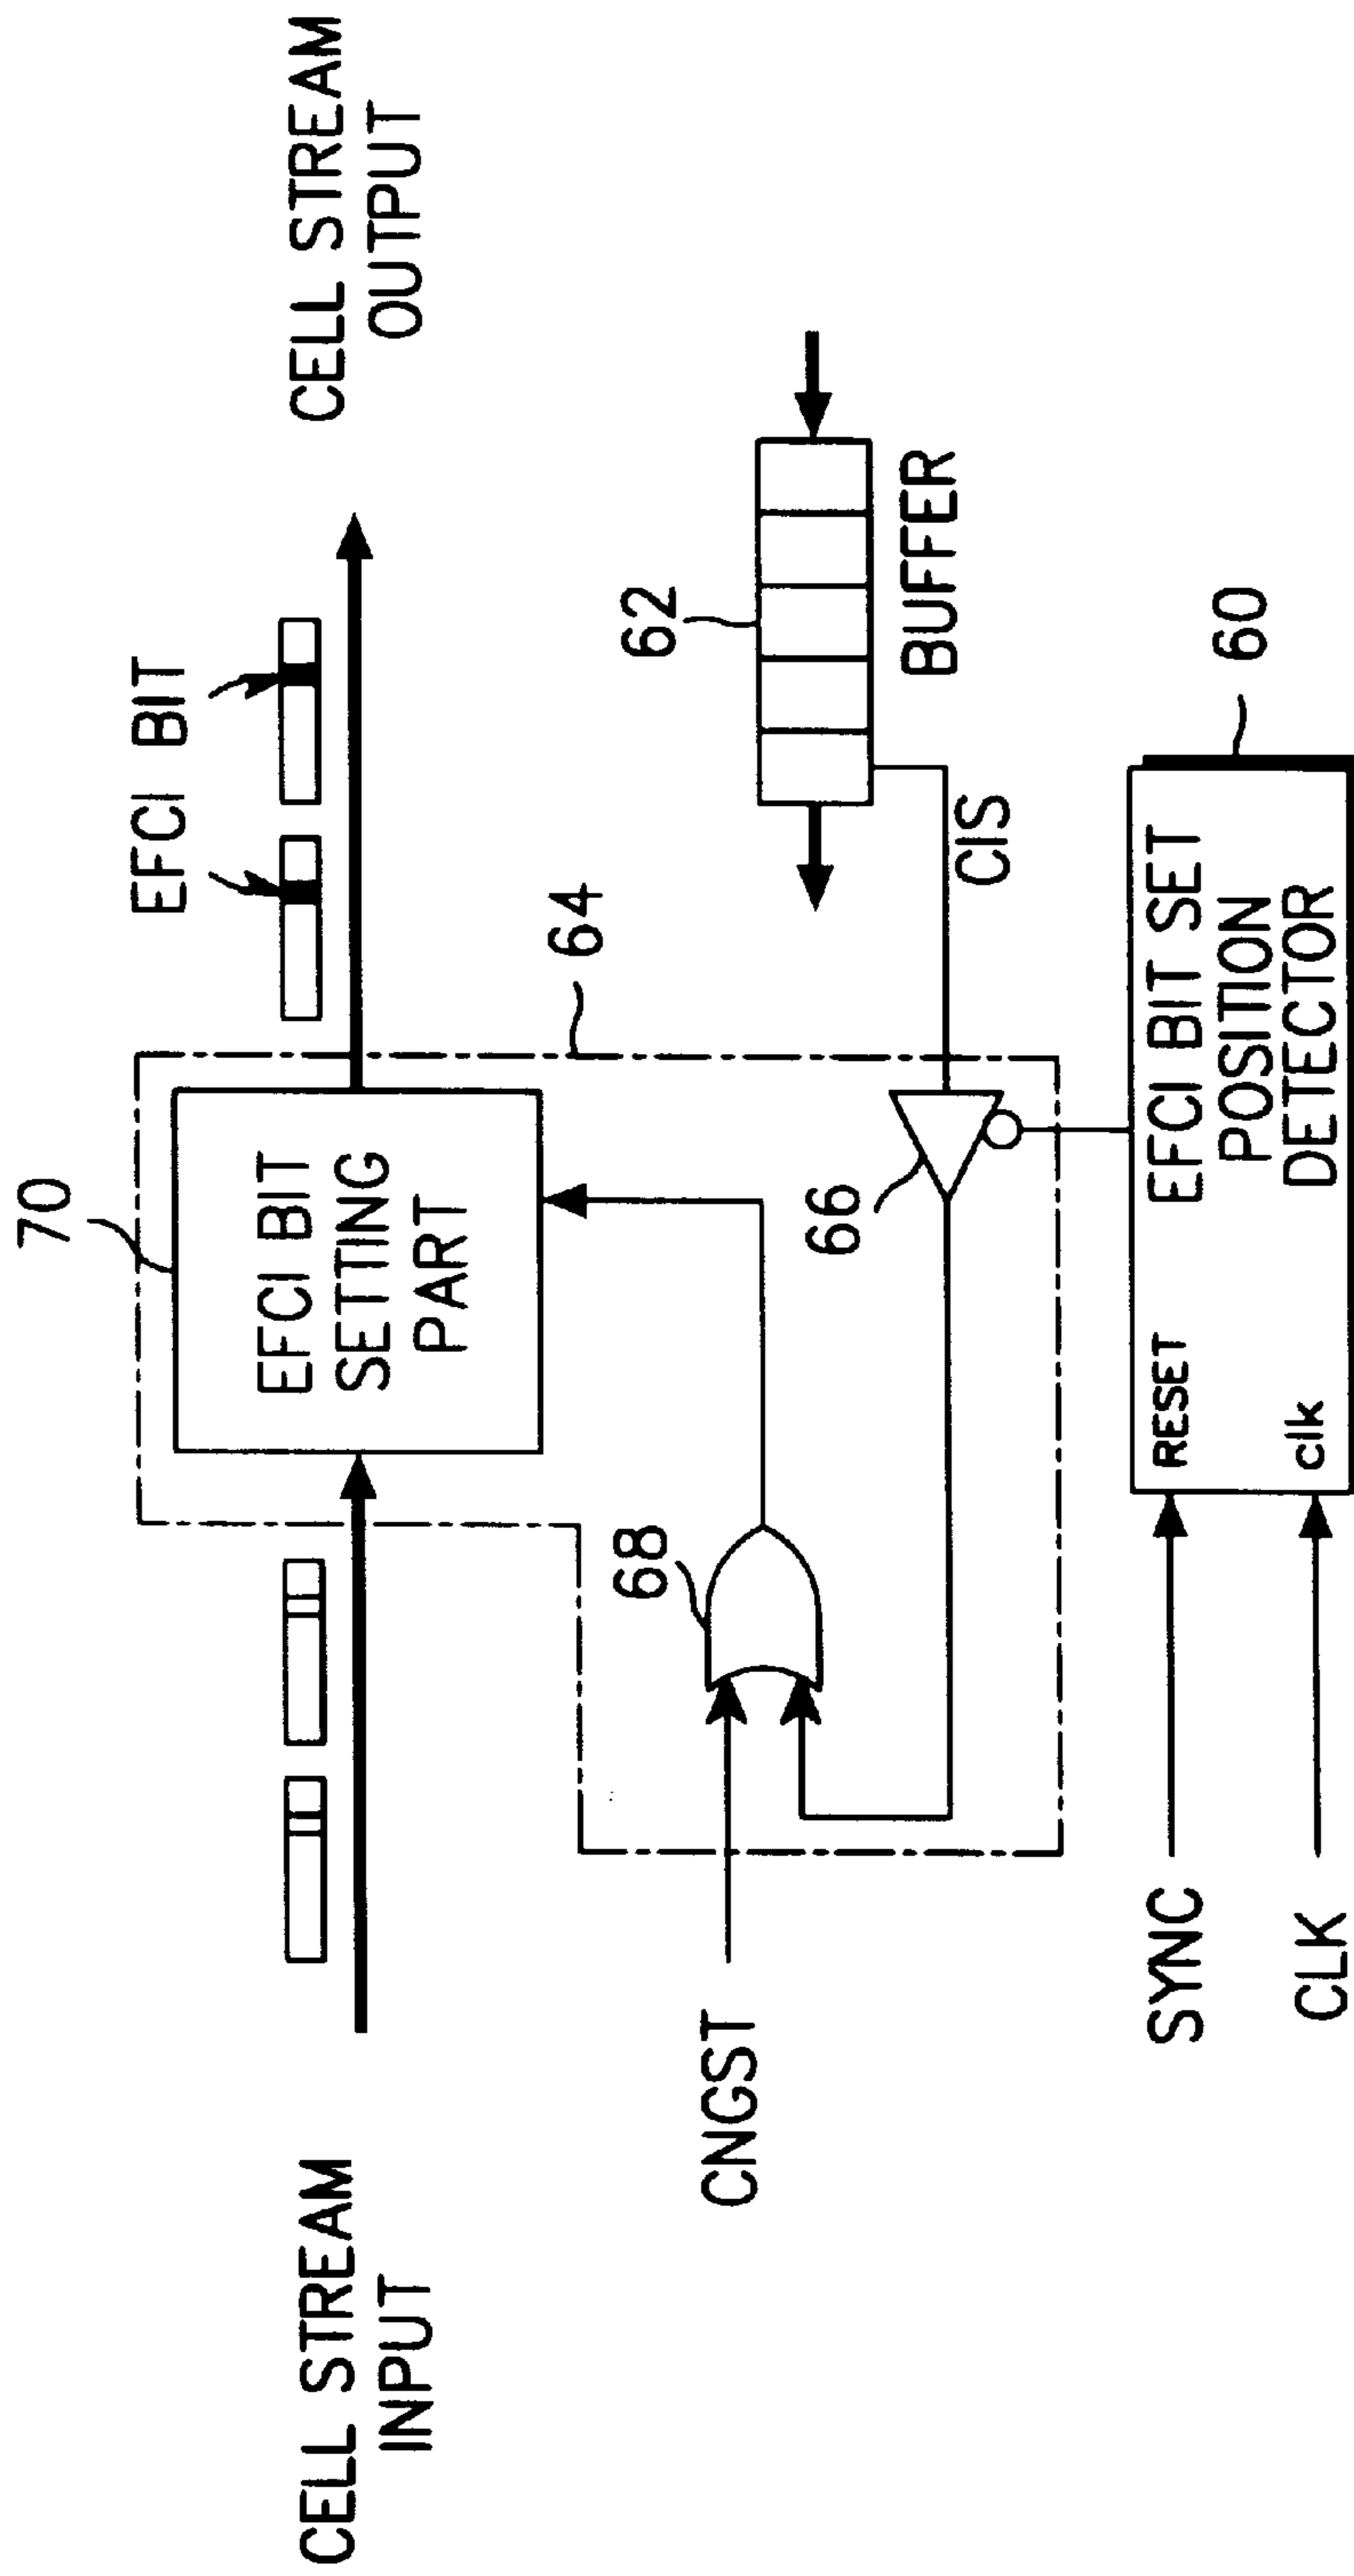 70
EFCI BIT
CELL STREAM
OUTPUT
EFCI BIT
SETTING
PART
CELL STREAM
INPUT
64
68
62
BUFFER
CNGST
66
CIS
SYNC
CLK
RESET
clk
EFCI BIT SET
POSITION
DETECTOR
60